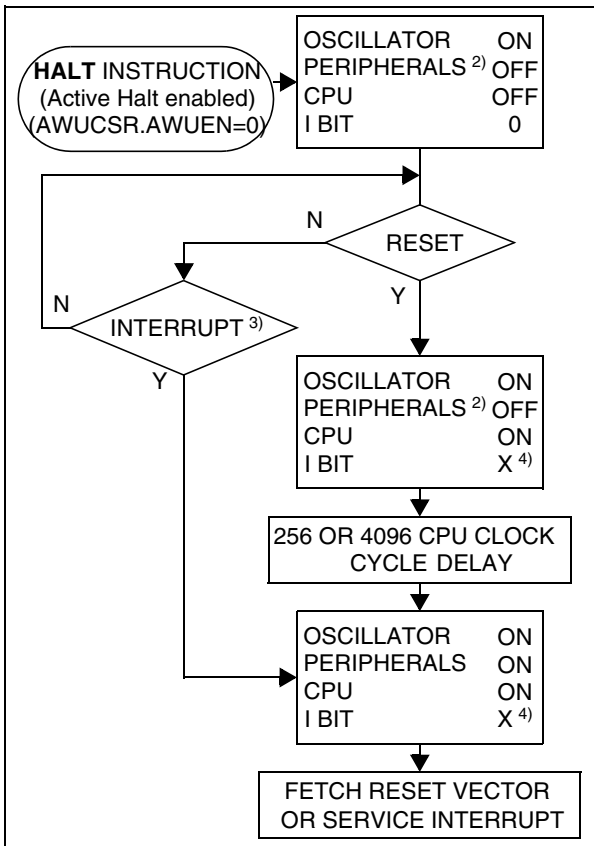 HALT INSTRUCTION
(Active Halt enabled)
(AWUCSR.AWUEN=0)
OSCILLATOR ON
PERIPHERALS 2) OFF
CPU OFF
I BIT 0
RESET
N
Y
INTERRUPT 3)
N
Y
OSCILLATOR ON
PERIPHERALS 2) OFF
CPU ON
I BIT X 4)
256 OR 4096 CPU CLOCK
CYCLE DELAY
OSCILLATOR ON
PERIPHERALS ON
CPU ON
I BIT X 4)
FETCH RESET VECTOR
OR SERVICE INTERRUPT